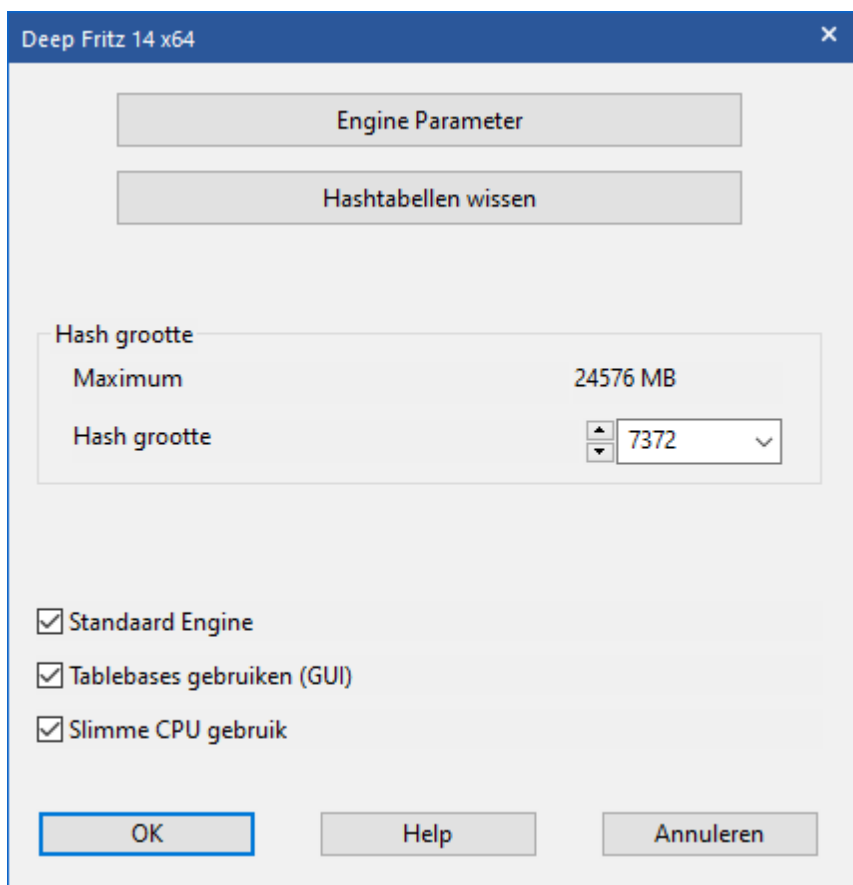 Deep Fritz 14 x64
Engine Parameter
Hashtabellen wissen
Hash grootte
Maximum 24576 MB
Hash grootte 7372
Standaard Engine
Tablebases gebruiken (GUI)
Slimme CPU gebruik
OK Help Annuleren